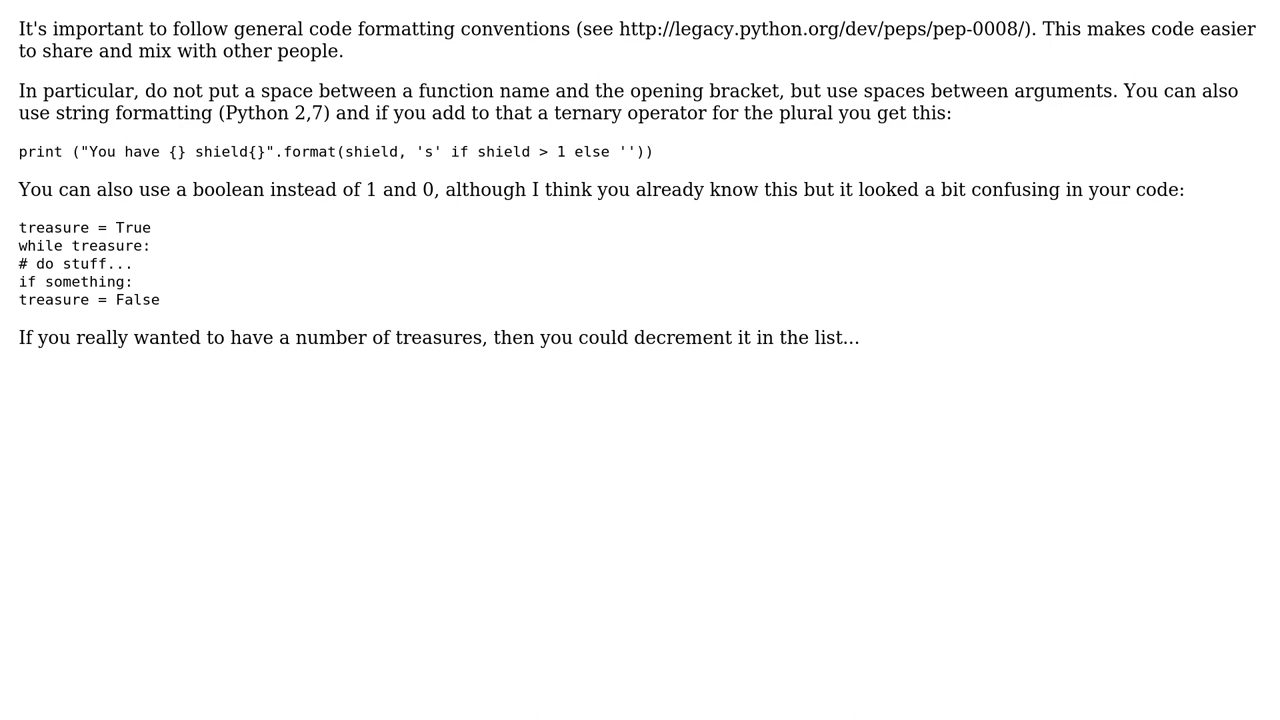 It's important to follow general code formatting conventions (see http://legacy.python.org/dev/peps/pep-0008/). This makes code easier
to share and mix with other people.
In particular, do not put a space between a function name and the opening bracket, but use spaces between arguments. You can also
use string formatting (Python 2,7) and if you add to that a ternary operator for the plural you get this:
print ("You have {} shield{}".format(shield, 's' if shield > 1 else ''))
You can also use a boolean instead of 1 and 0, although I think you already know this but it looked a bit confusing in your code:
treasure = True
while treasure:
# do stuff...
if something:
treasure = False
If you really wanted to have a number of treasures, then you could decrement it in the list...